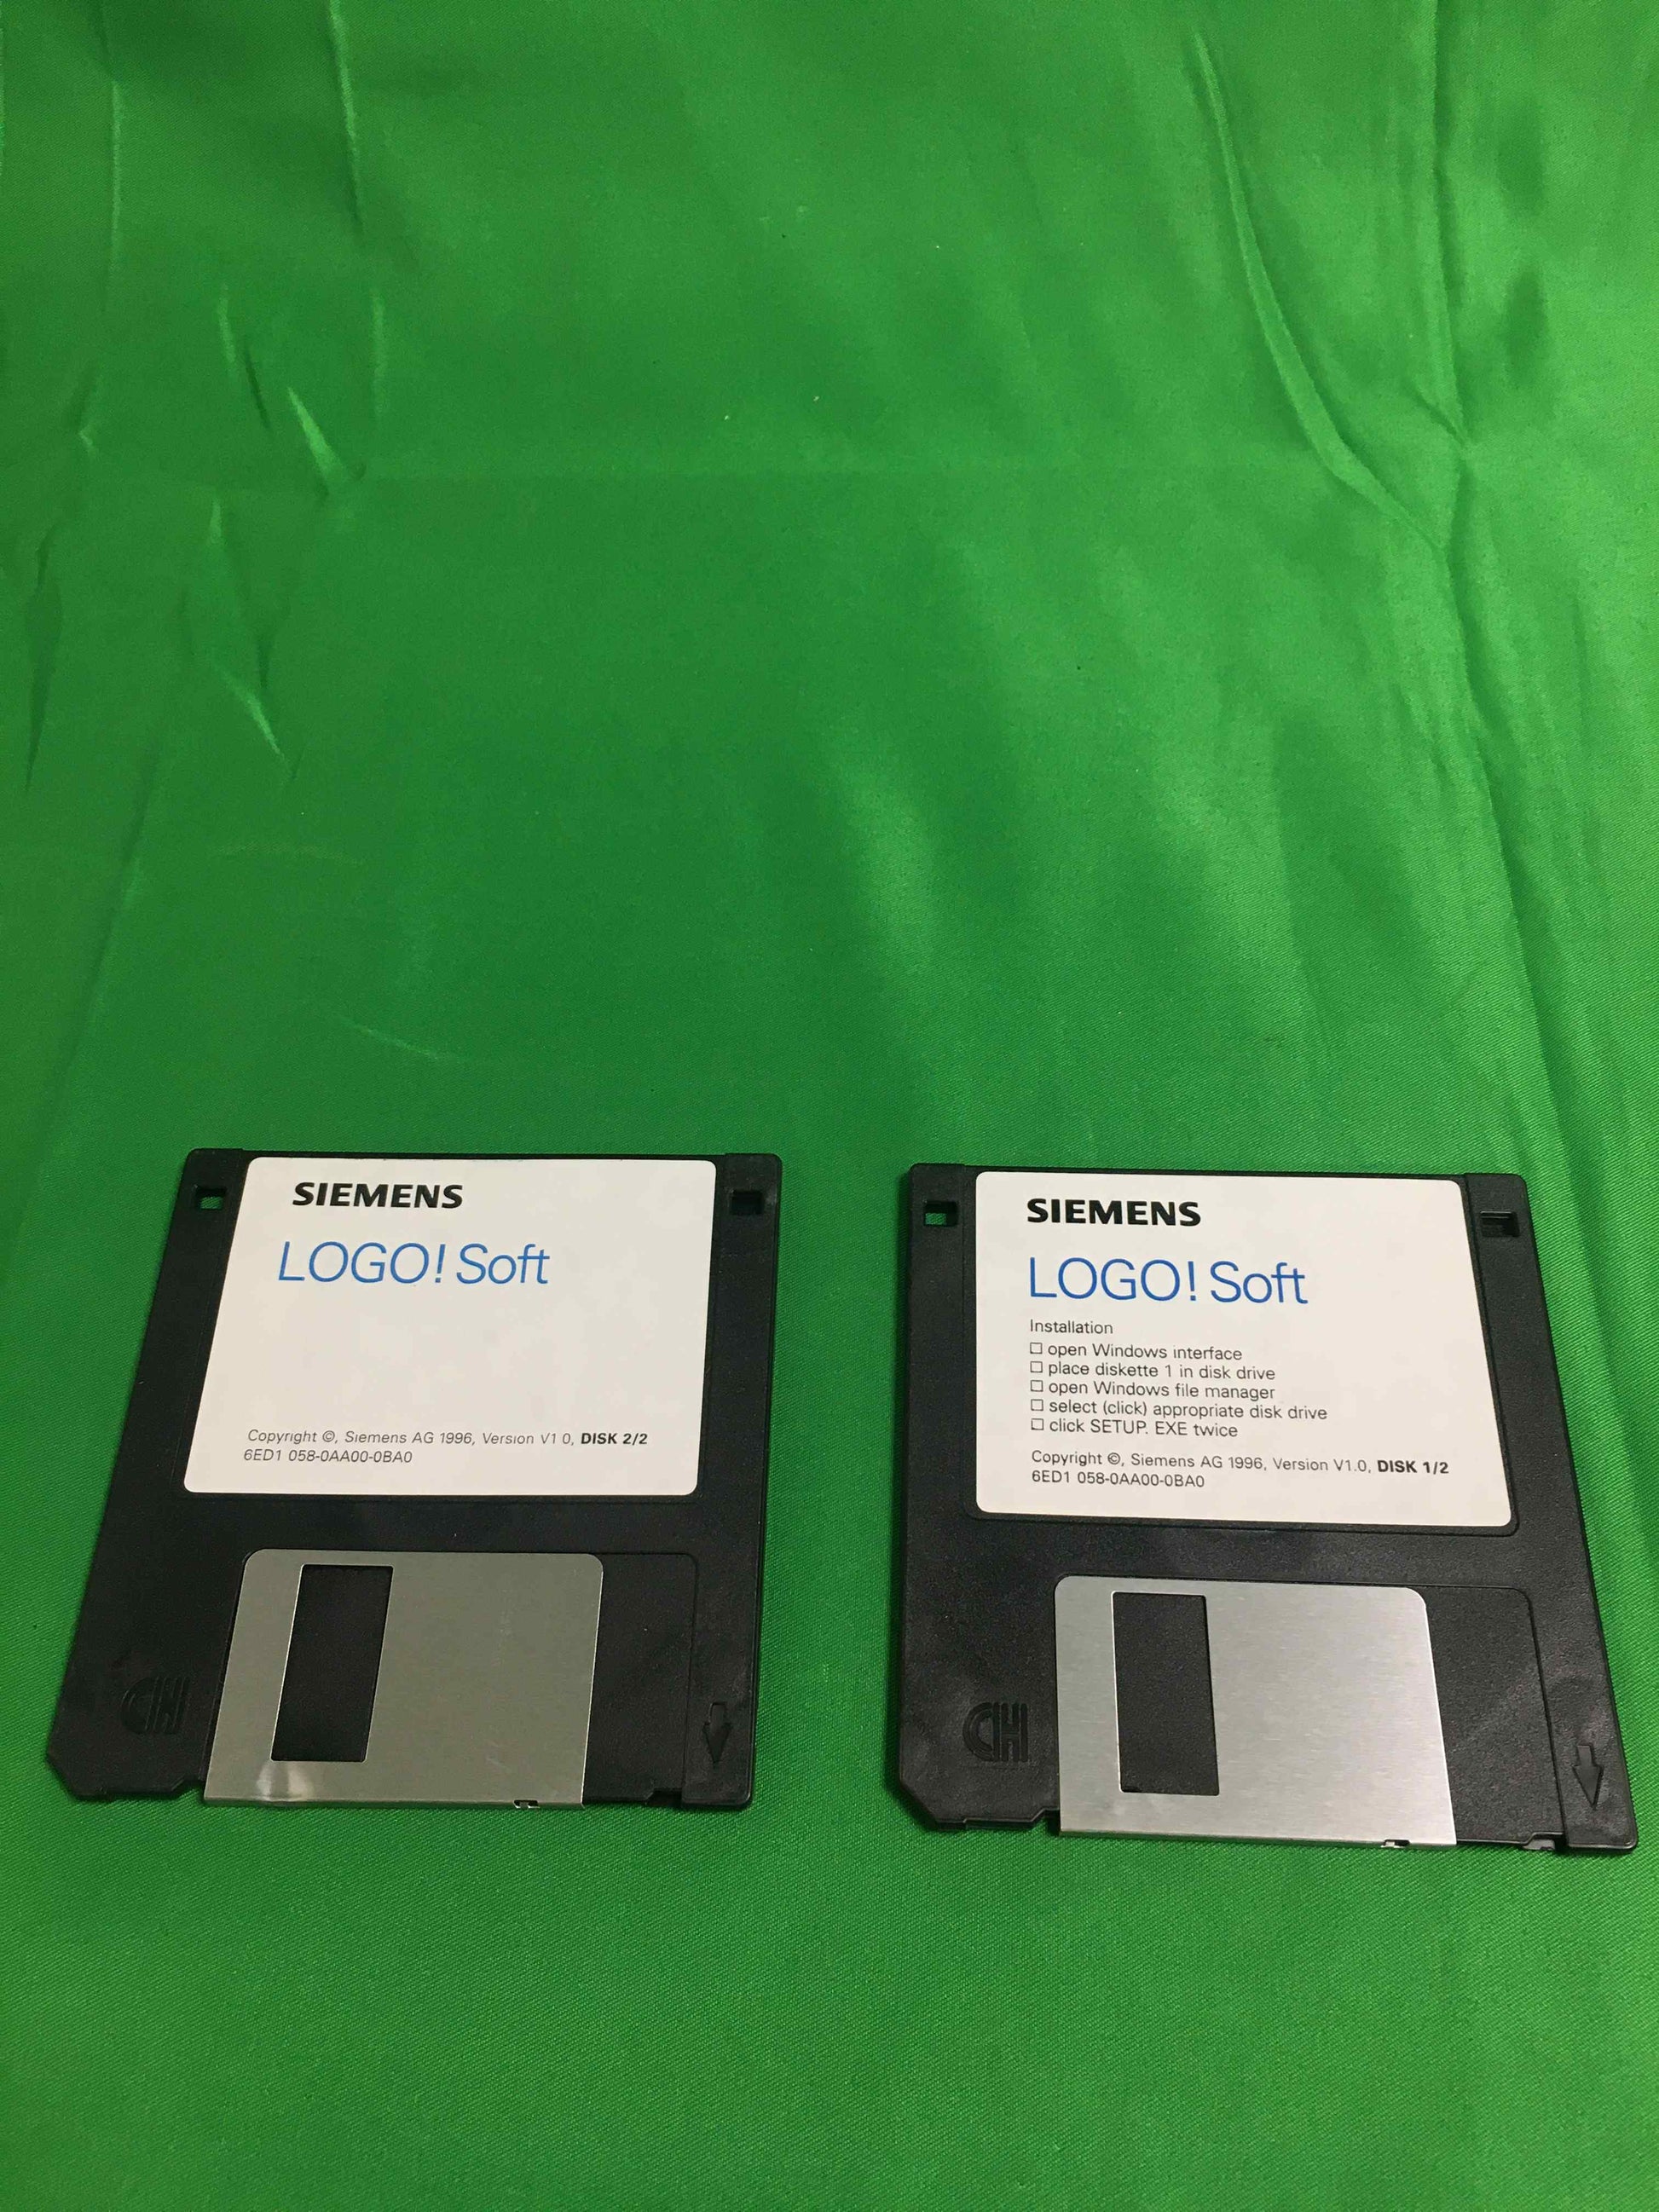 SIEMENS
LOGO! Soft
Copyright ©, Siemens AG 1996, Version V1 0, DISK 2/2
6ED1 058-0AA00-0BA0
SIEMENS
LOGO! Soft
Installation
☐ open Windows interface
☐ place diskette 1 in disk drive
☐ open Windows file manager
☐ select (click) appropriate disk drive
☐ click SETUP. EXE twice
Copyright ©, Siemens AG 1996, Version V1.0, DISK 1/2
6ED1 058-0AA00-0BA0